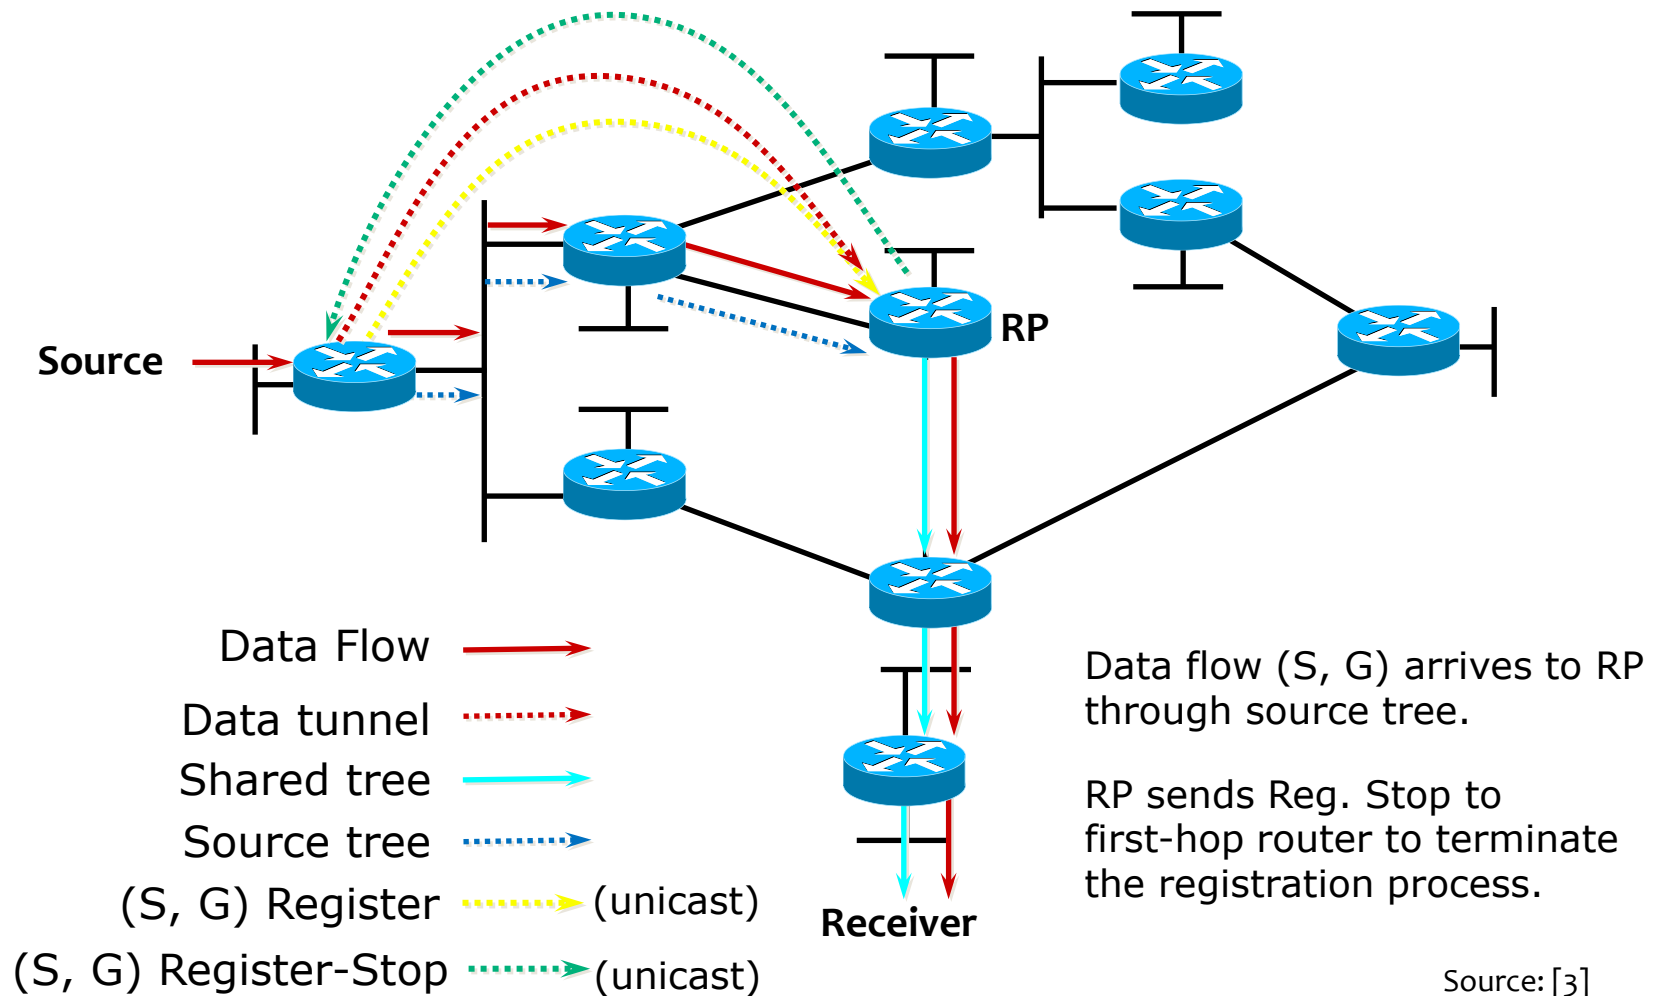 RP
Source
Data Flow
Data tunnel
Shared tree
Source tree
(S, G) Register
(unicast)
(S, G) Register-Stop
(unicast)
Receiver
Data flow (S, G) arrives to RP
through source tree.
RP sends Reg. Stop to
first-hop router to terminate
the registration process.
Source: [3]